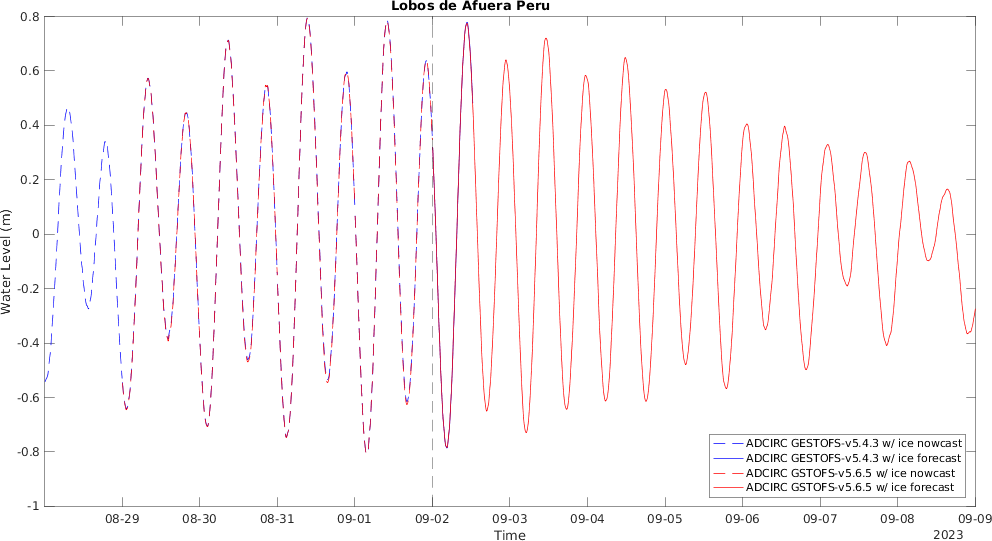 Lobos de Afuera Peru
0.8
0.6
0.4
0.2
0
-0.2
-0.4
-0.6
-0.8
-1
Water Level (m)
ADCIRC GESTOFS-v5.4.3 w/ ice nowcast
ADCIRC GESTOFS-v5.4.3 w/ ice forecast
ADCIRC GSTOFS-v5.6.5 w/ ice nowcast
ADCIRC GSTOFS-v5.6.5 w/ ice forecast
08-29 08-30 08-31 09-01 09-02 09-03 09-04 09-05 09-06 09-07 09-08 09-09
Time
2023